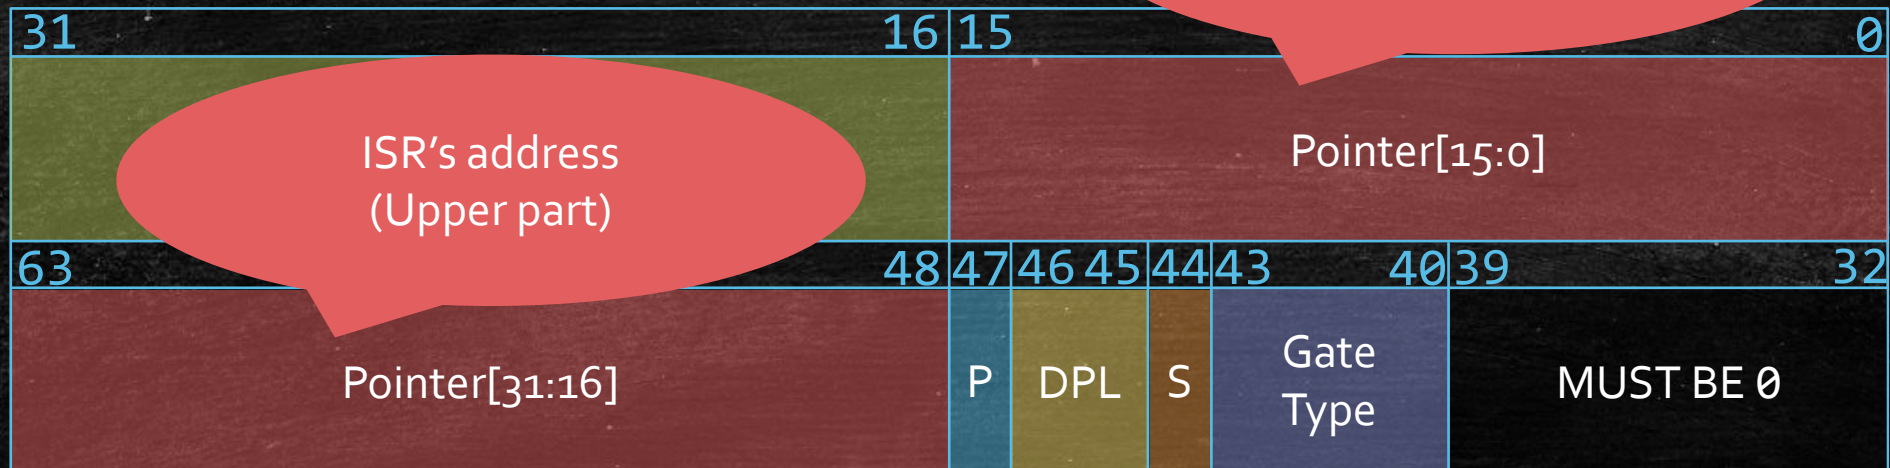 31 16 15 0
ISR’s address
(Upper part)
Pointer[15:0]
63 48 47 46 45 44 43 40 39 32
Pointer[31:16]
P
DPL
S
Gate
Type
MUST BE 0